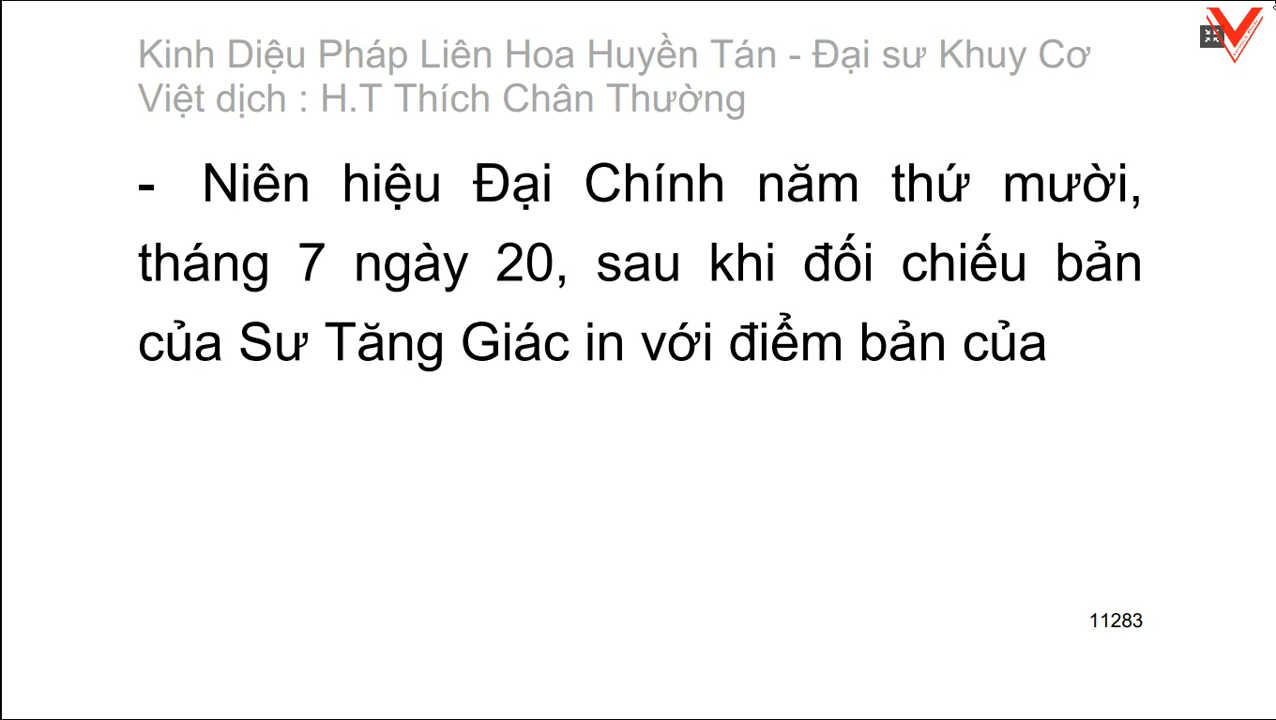 Kinh Diệu Pháp Liên Hoa Huyền Tán - Đại sư Khuy Cơ
Việt dịch : H.T Thích Chân Thường
- Niên hiệu Đại Chính năm thứ mười,
tháng 7 ngày 20, sau khi đối chiếu bản
của Sư Tăng Giác in với điểm bản của
11283